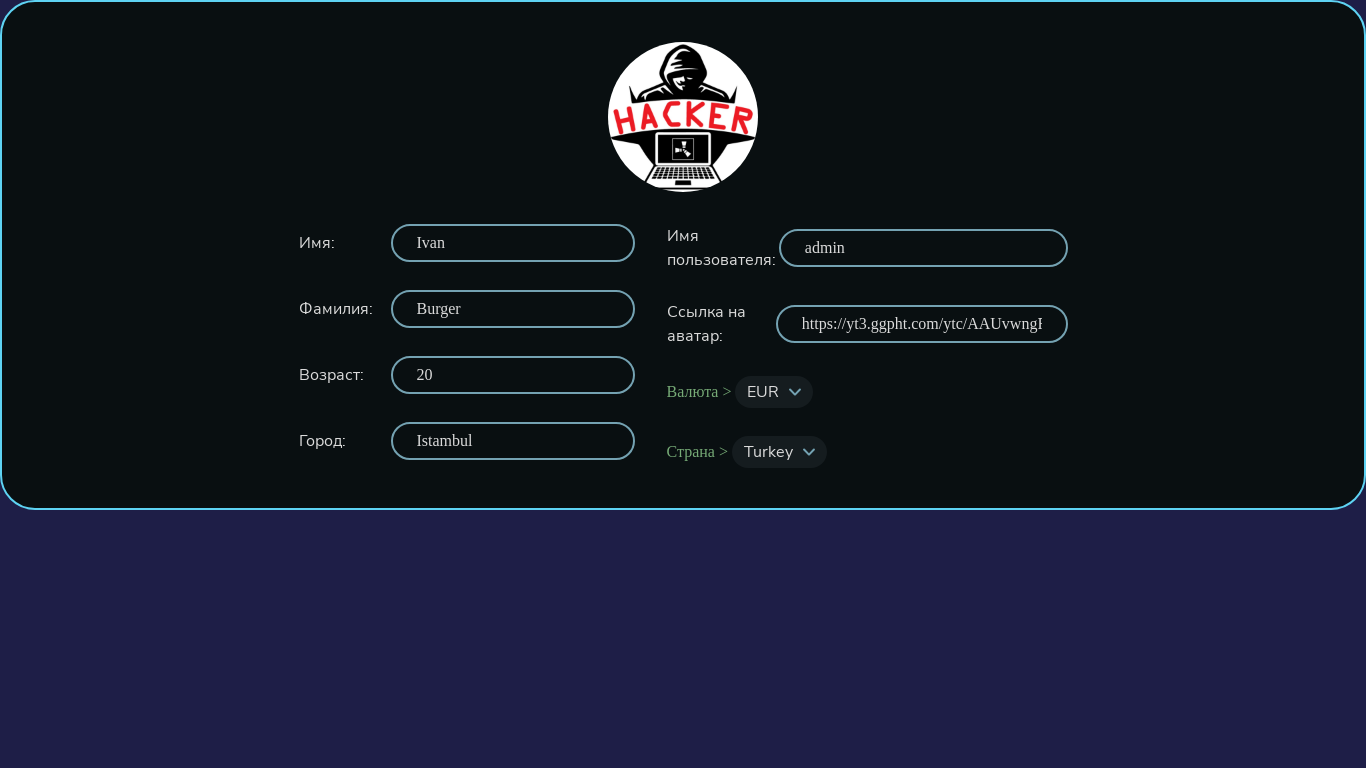 HACKER
Имя:
Ivan
Фамилия:
Burger
Возраст:
20
Город:
Istambul
Имя
пользователя:
admin
Ссылка на
аватар:
https://yt3.ggpht.com/ytc/AAUvwng
Валюта > EUR
Страна > Turkey